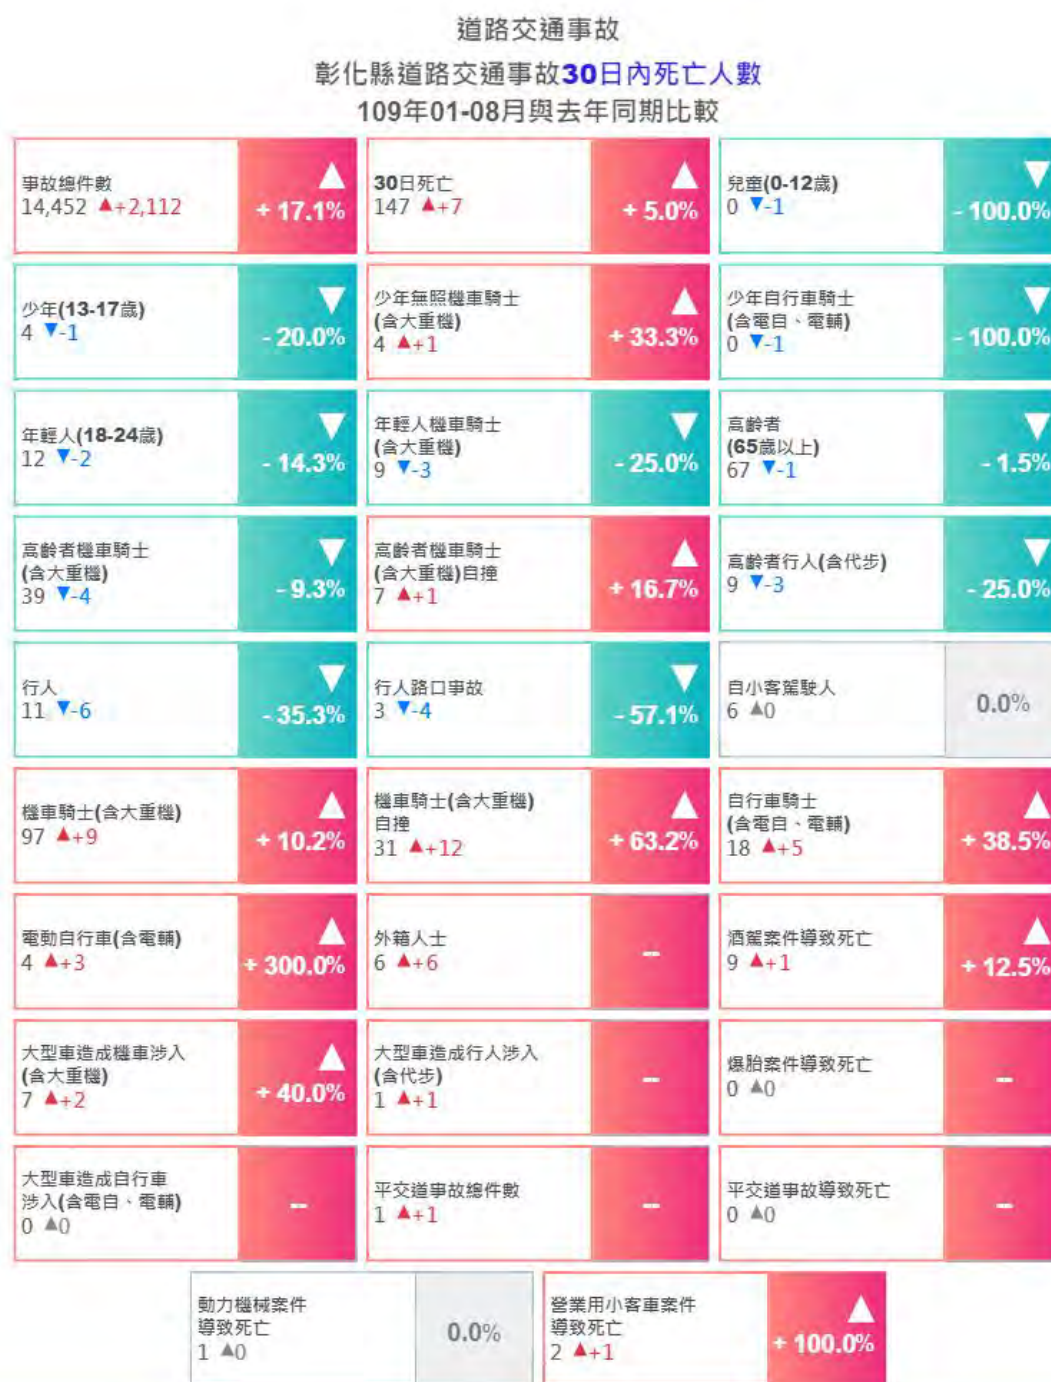 道路交通事故
彰化縣道路交通事故30日內死亡人數
109年01-08月與去年同期比較
事故總件數
14,452 ▲+2,112
▲
+ 17.1%
30日死亡
147 ▲+7
▲
+ 5.0%
兒童(0-12歲)
0 ▼-1
▼
- 100.0%
少年(13-17歲)
4 ▼-1
▼
- 20.0%
少年無照機車騎士
(含大重機)
4 ▲+1
▲
+ 33.3%
少年自行車騎士
(含電自、電輔)
0 ▼-1
▼
- 100.0%
年輕人(18-24歲)
12 ▼-2
▼
- 14.3%
年輕人機車騎士
(含大重機)
9 ▼-3
▼
- 25.0%
高齡者
(65歲以上)
67 ▼-1
▼
- 1.5%
高齡者機車騎士
(含大重機)
39 ▼-4
▼
- 9.3%
高齡者機車騎士
(含大重機)自撞
7 ▲+1
▲
+ 16.7%
高齡者行人(含代步)
9 ▼-3
▼
- 25.0%
行人
11 ▼-6
▼
- 35.3%
行人路口事故
3 ▼-4
▼
- 57.1%
自小客駕駛人
6 ▲0
0.0%
機車騎士(含大重機)
97 ▲+9
▲
+ 10.2%
機車騎士(含大重機)
自撞
31 ▲+12
▲
+ 63.2%
自行車騎士
(含電自、電輔)
18 ▲+5
▲
+ 38.5%
電動自行車(含電輔)
4 ▲+3
▲
+ 300.0%
外籍人士
6 ▲+6
--
酒駕案件導致死亡
9 ▲+1
▲
+ 12.5%
大型車造成機車涉入
(含大重機)
7 ▲+2
▲
+ 40.0%
大型車造成行人涉入
(含代步)
1 ▲+1
--
爆胎案件導致死亡
0 ▲0
--
大型車造成自行車
涉入(含電自、電輔)
0 ▲0
--
平交道事故總件數
1 ▲+1
--
平交道事故導致死亡
0 ▲0
--
動力機械案件
導致死亡
1 ▲0
0.0%
營業用小客車案件
導致死亡
2 ▲+1
▲
+ 100.0%